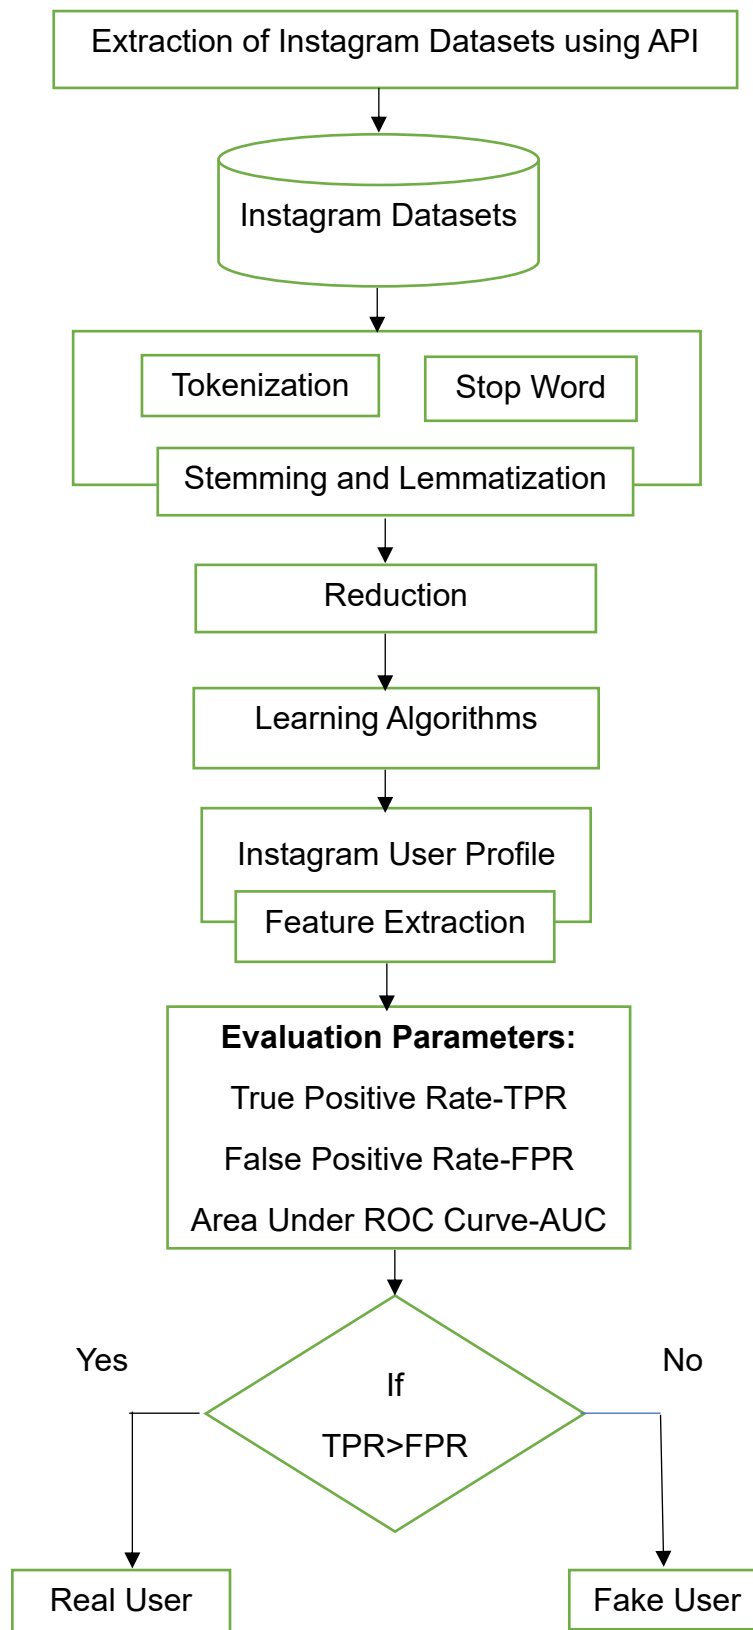 Extraction of Instagram Datasets using API
Instagram Datasets
Tokenization
Stop Word
Stemming and Lemmatization
Reduction
Learning Algorithms
Instagram User Profile
Feature Extraction
Evaluation Parameters:
True Positive Rate-TPR
False Positive Rate-FPR
Area Under ROC Curve-AUC
Yes
No
If
TPR>FPR
Real User
Fake User